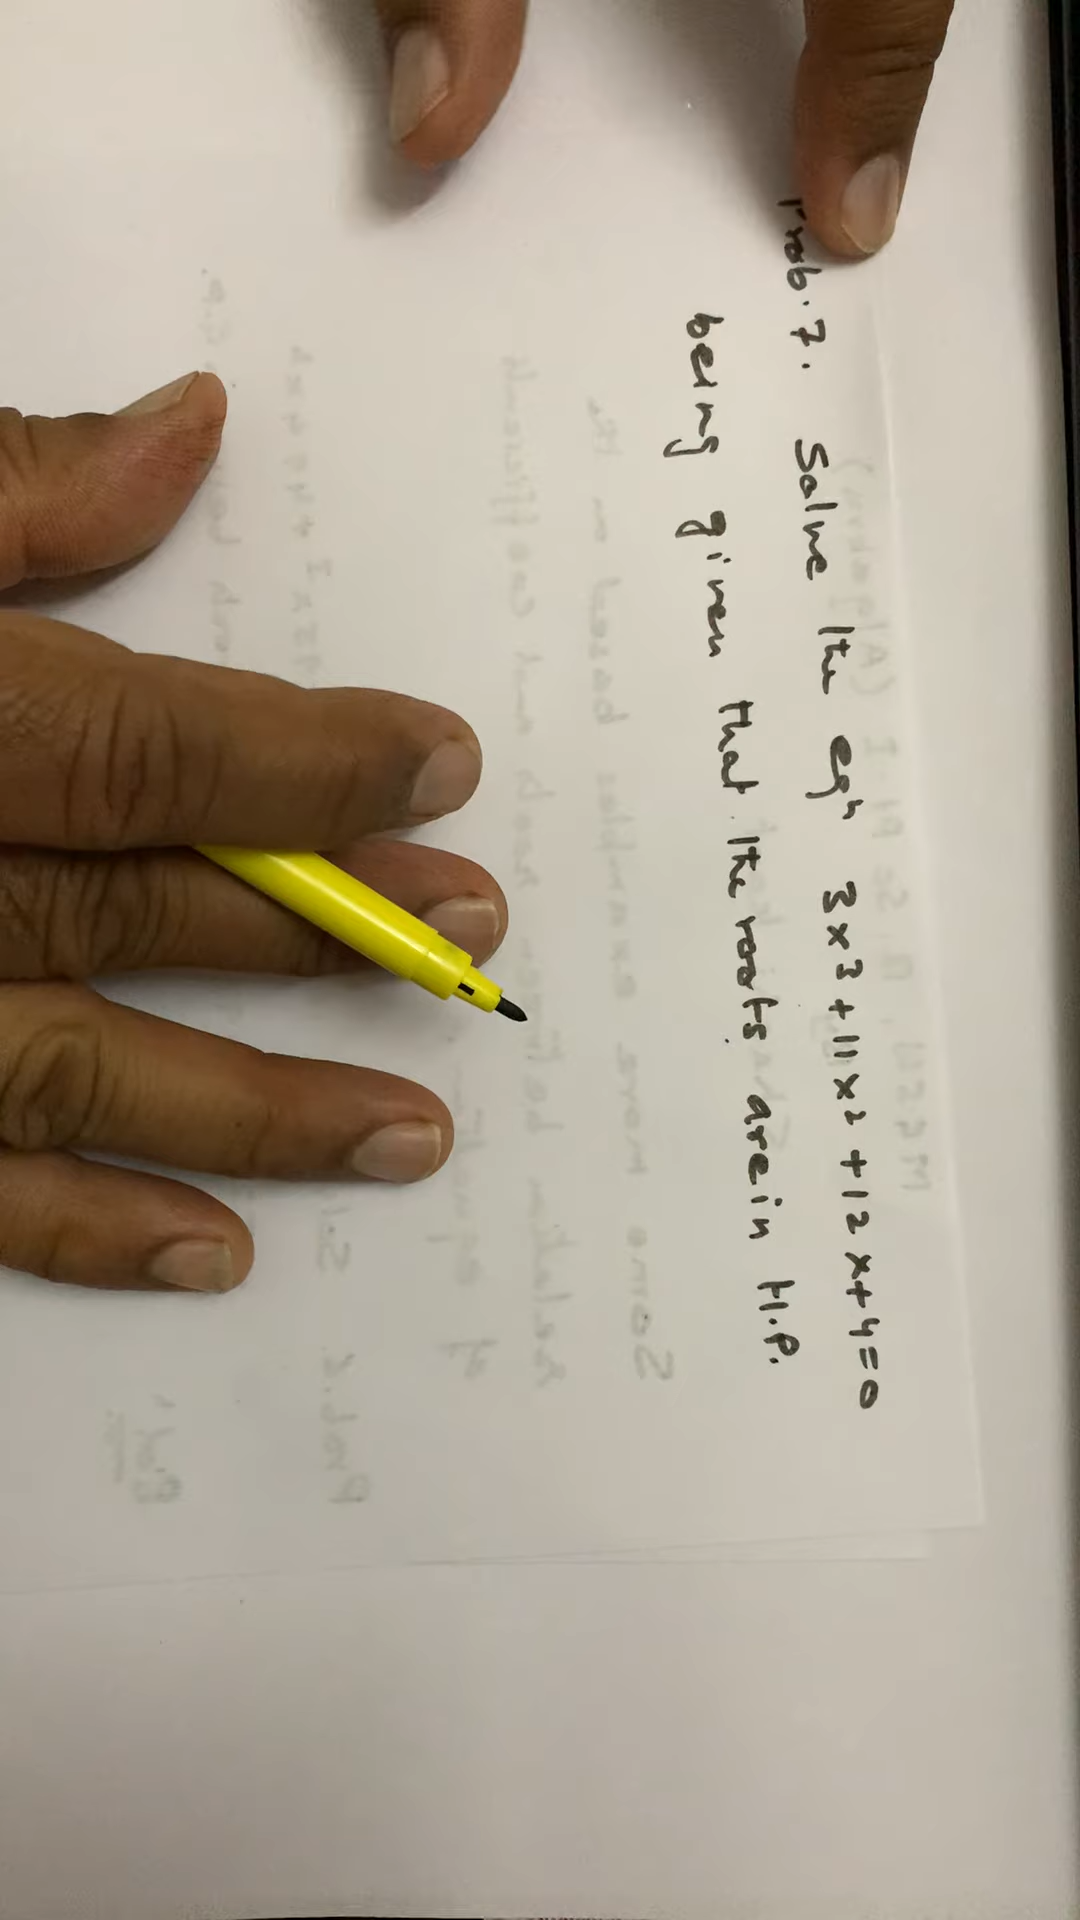 Prob. 7. Solve the eqⁿ 3x³ + 11x² + 12x + 4 = 0
being given that the roots are in H.P.